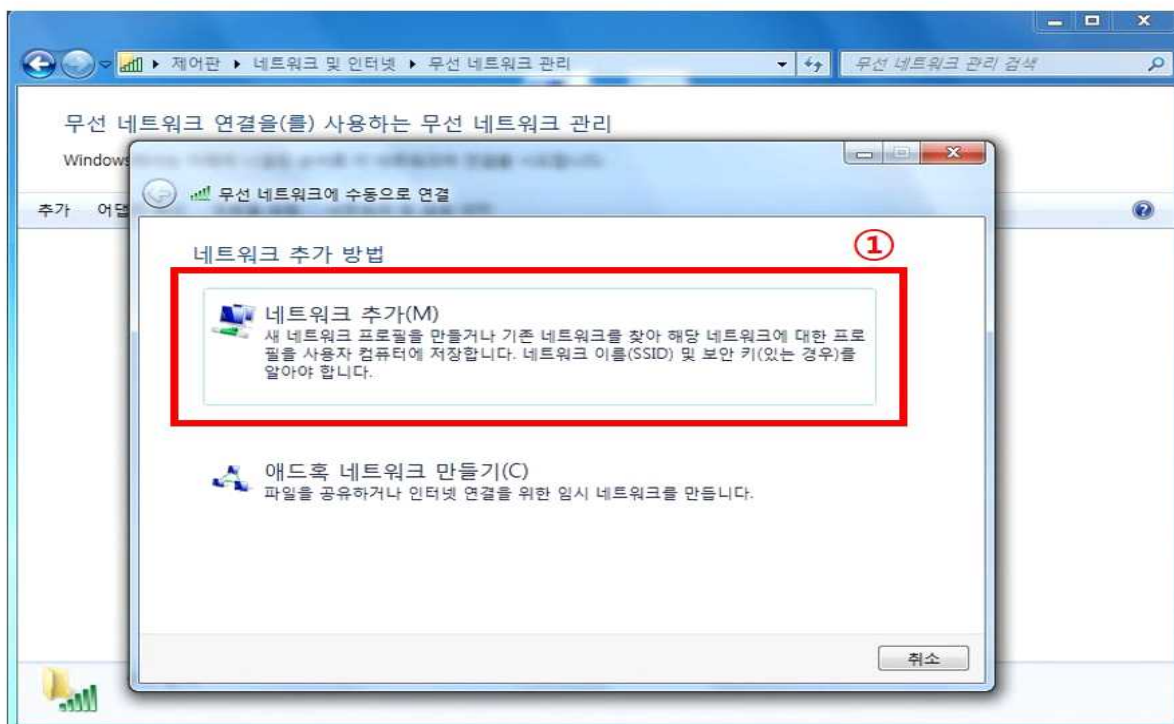 제어판 ▶ 네트워크 및 인터넷 ▶ 무선 네트워크 관리
무선 네트워크 관리 검색
무선 네트워크 연결을(를) 사용하는 무선 네트워크 관리
Windows
무선 네트워크에 수동으로 연결
추가 어댑
네트워크 추가 방법
①
네트워크 추가(M)
새 네트워크 프로필을 만들거나 기존 네트워크를 찾아 해당 네트워크에 대한 프로
필을 사용자 컴퓨터에 저장합니다. 네트워크 이름(SSID) 및 보안 키(있는 경우)를
알아야 합니다.
애드혹 네트워크 만들기(C)
파일을 공유하거나 인터넷 연결을 위한 임시 네트워크를 만듭니다.
취소